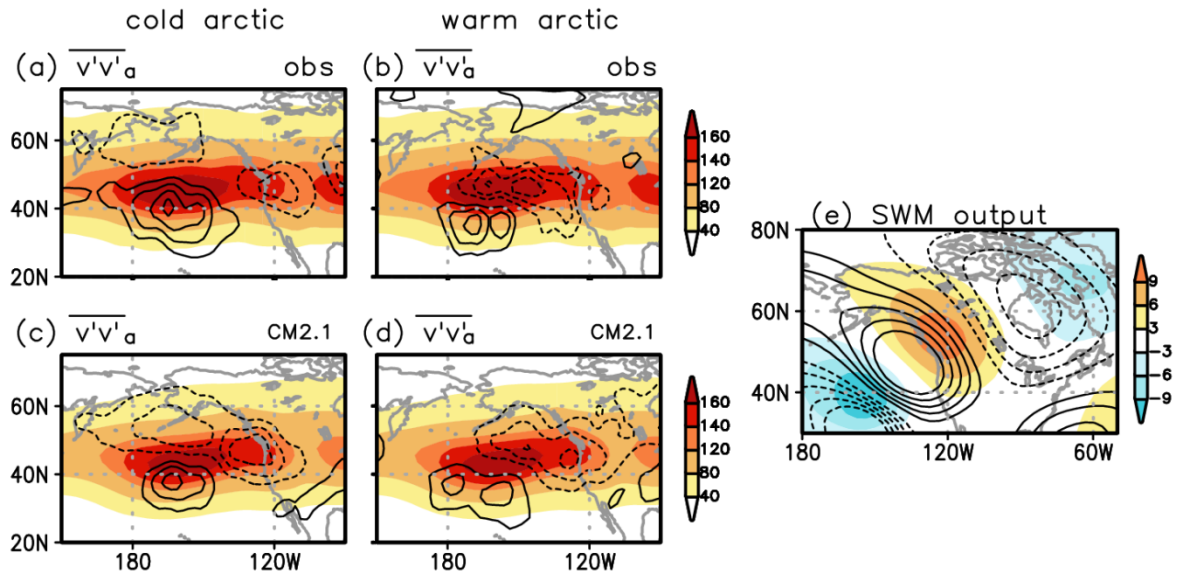 cold arctic
warm arctic
(a) v'v'a obs
(b) v'v'a obs
60N
40N
20N
160
140
120
80
40
(c) v'v'a CM2.1
(d) v'v'a CM2.1
60N
40N
20N
180
120W
180
120W
160
140
120
80
40
(e) SWM output
80N
60N
40N
180
120W
60W
9
6
3
-3
-6
-9